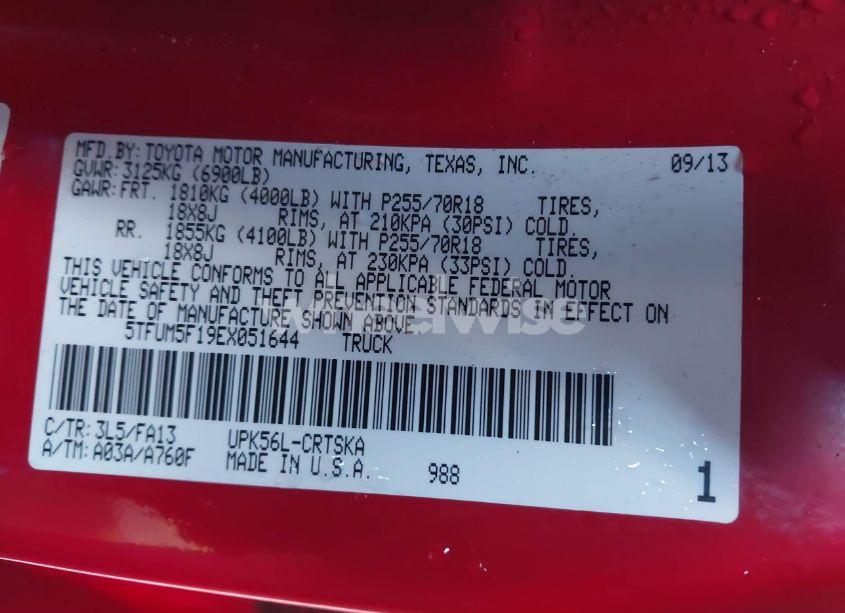 MFD.BY:TOYOTA MOTOR MANUFACTURING, TEXAS, INC. 09/13
GVWR:3125KG (6900LB)
GAWR:FRT. 1810KG (4000LB) WITH P255/70R18 TIRES,
18X8J RIMS, AT 210KPA (30PSI) COLD.
RR. 1855KG (4100LB) WITH P255/70R18 TIRES,
18X8J RIMS, AT 230KPA (33PSI) COLD.
THIS VEHICLE CONFORMS TO ALL APPLICABLE FEDERAL MOTOR
VEHICLE SAFETY AND THEFT PREVENTION STANDARDS IN EFFECT ON
THE DATE OF MANUFACTURE SHOWN ABOVE.
5TFUM5F19EX051644 TRUCK
C/TR:3L5/FA13 UPK56L-CRTSKA
A/TM:A03A/A760F MADE IN U.S.A. 988 1